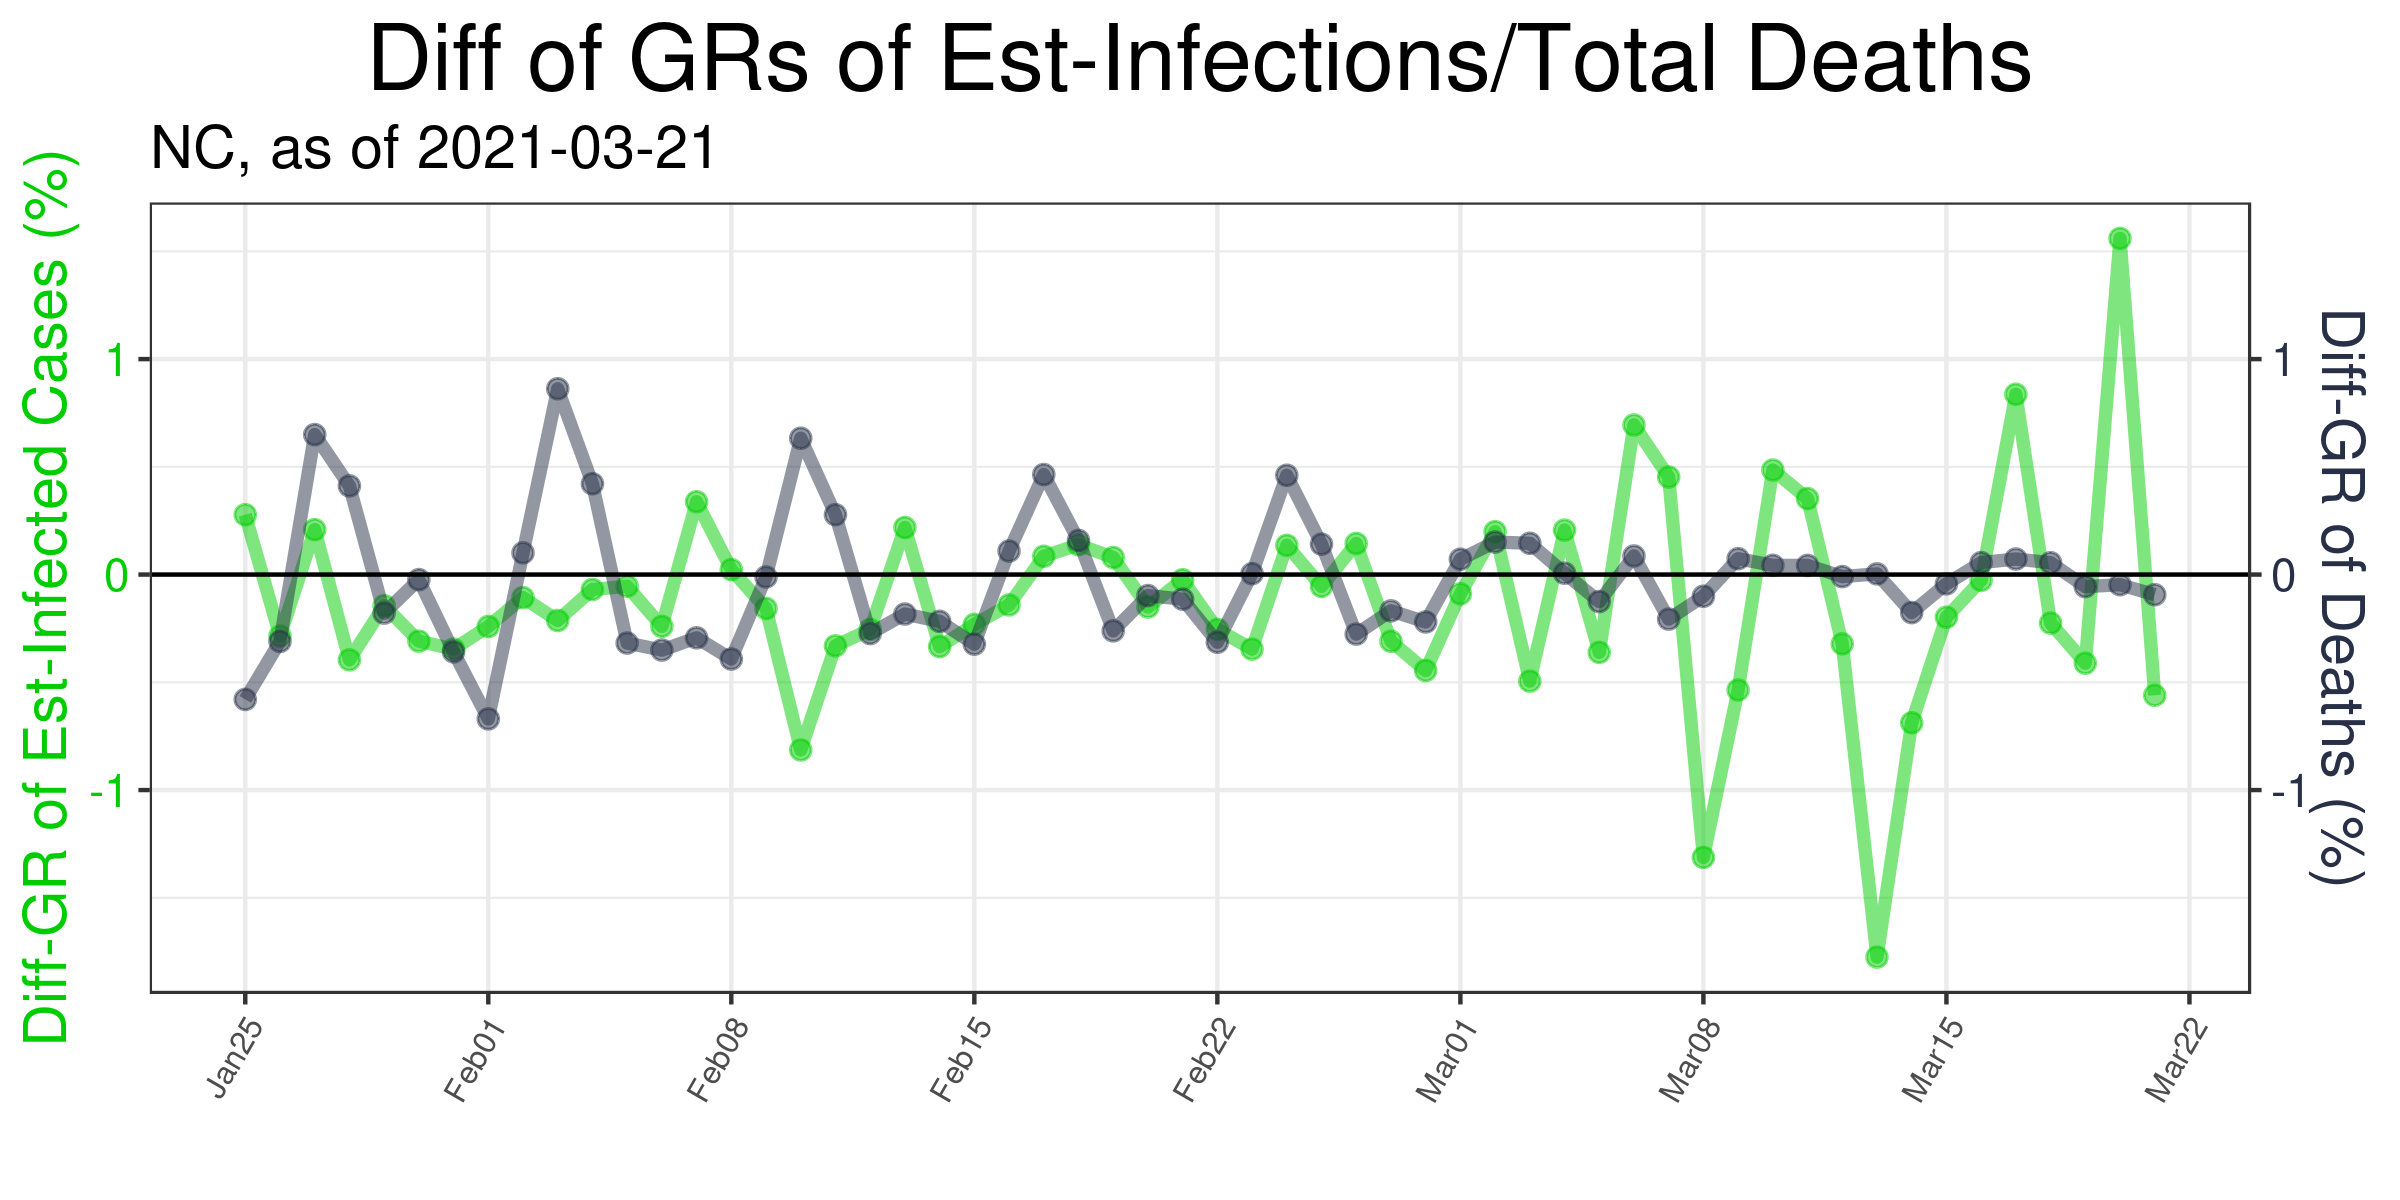 Diff of GRs of Est-Infections/Total Deaths
NC, as of 2021-03-21
Diff-GR of Est-Infected Cases (%)
1
0
-1
1
0
-1
Diff-GR of Deaths (%)
Jan25
Feb01
Feb08
Feb15
Feb22
Mar01
Mar08
Mar15
Mar22